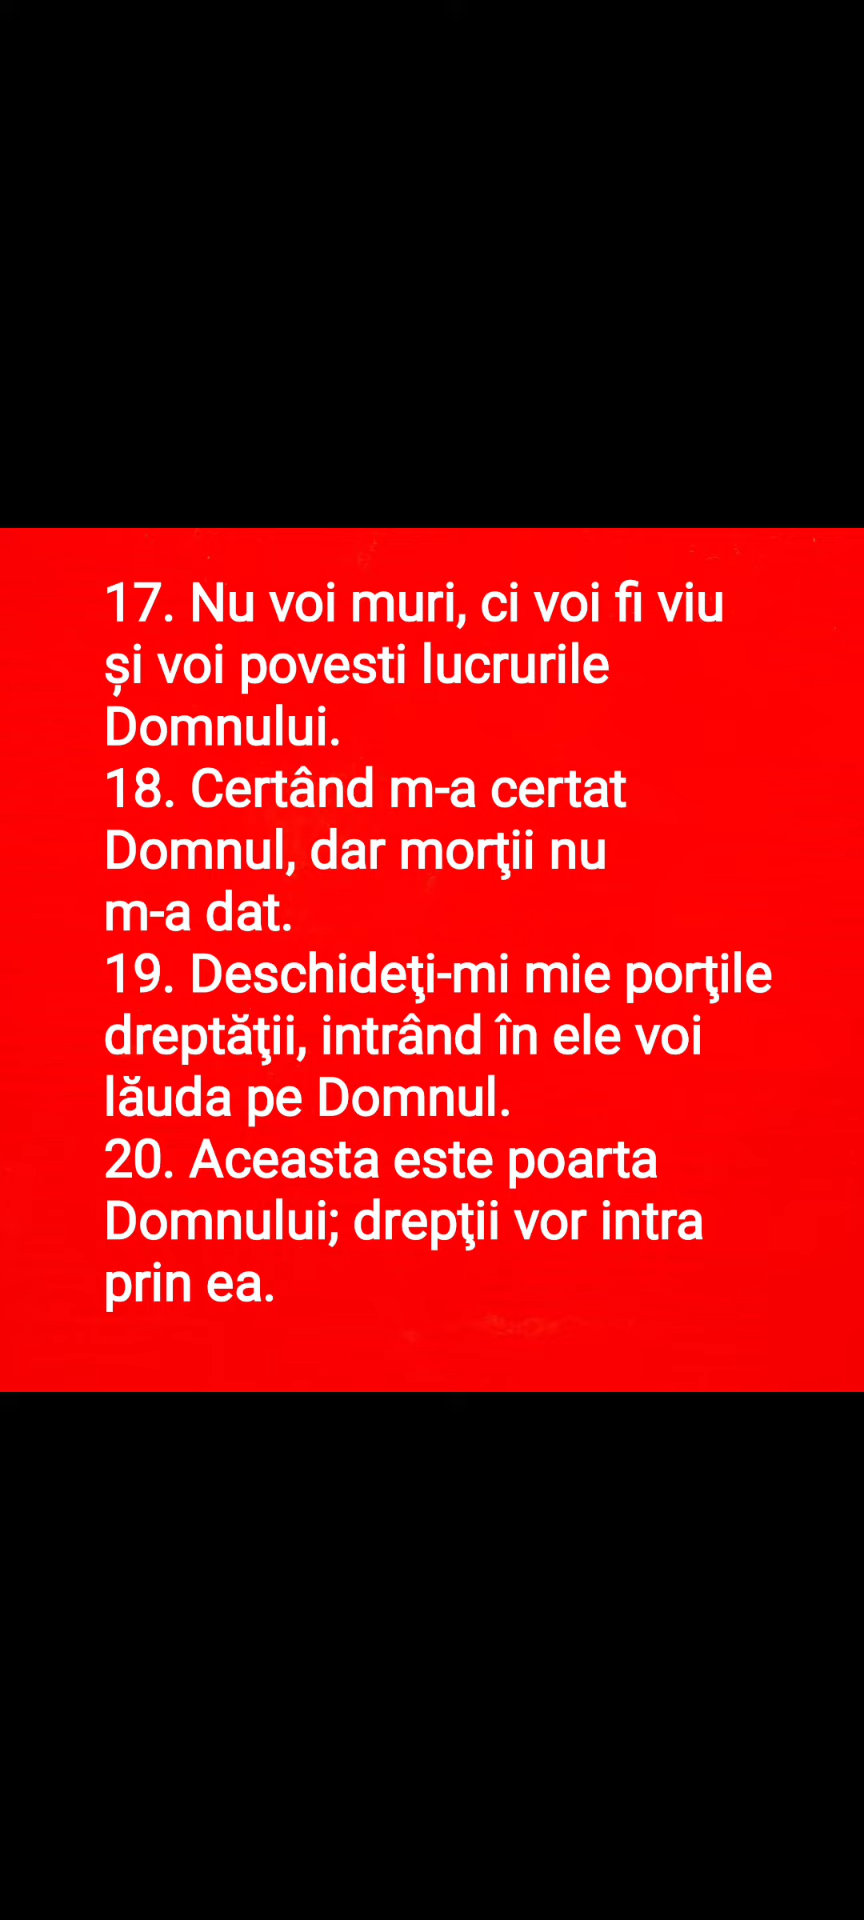 17. Nu voi muri, ci voi fi viu
și voi povesti lucrurile
Domnului.
18. Certând m-a certat
Domnul, dar morţii nu
m-a dat.
19. Deschideţi-mi mie porţile
dreptăţii, intrând în ele voi
lăuda pe Domnul.
20. Aceasta este poarta
Domnului; drepţii vor intra
prin ea.